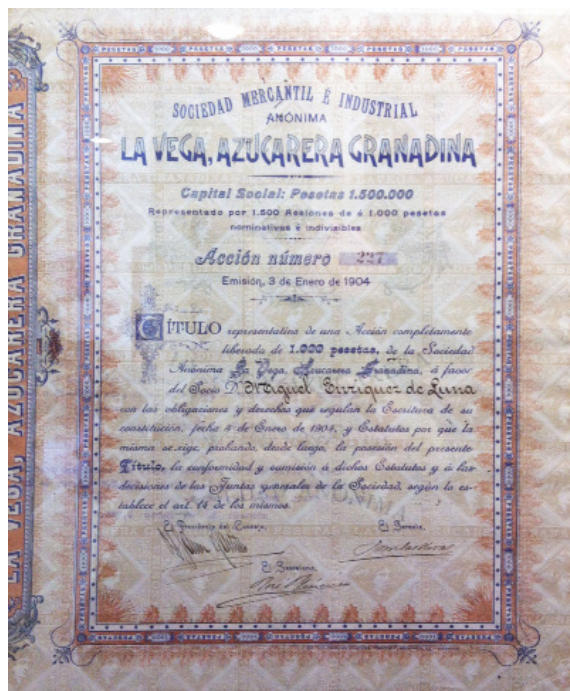 SOCIEDAD MERCANTIL É INDUSTRIAL
ANÓNIMA
LA VEGA, AZUCARERA GRANADINA
Capital Social: Pesetas 1.500.000
Representado por 1.500 Acciones de á 1.000 pesetas
nominativas é indivisibles
Acción número 227
Emisión, 3 de Enero de 1904
TÍTULO representativo de una Acción completamente
liberada de 1.000 pesetas, de la Sociedad
Anónima La Vega, Azucarera Granadina, á favor
del Socio D. Miguel Enriquez de Luna
con las obligaciones y derechos que regulan la Escritura de su
constitución, fecha 4 de Enero de 1904, y Estatutos por que la
misma se rige, probando, desde luego, la posesión del presente
Título, la conformidad y sumisión á dichos Estatutos y á las
decisiones de las Juntas generales de la Sociedad, según la es-
tablece el art. 14 de los mismos.
El Presidente del Consejo,
El Gerente,
El Secretario,
LA VEGA, AZUCARERA GRANADINA